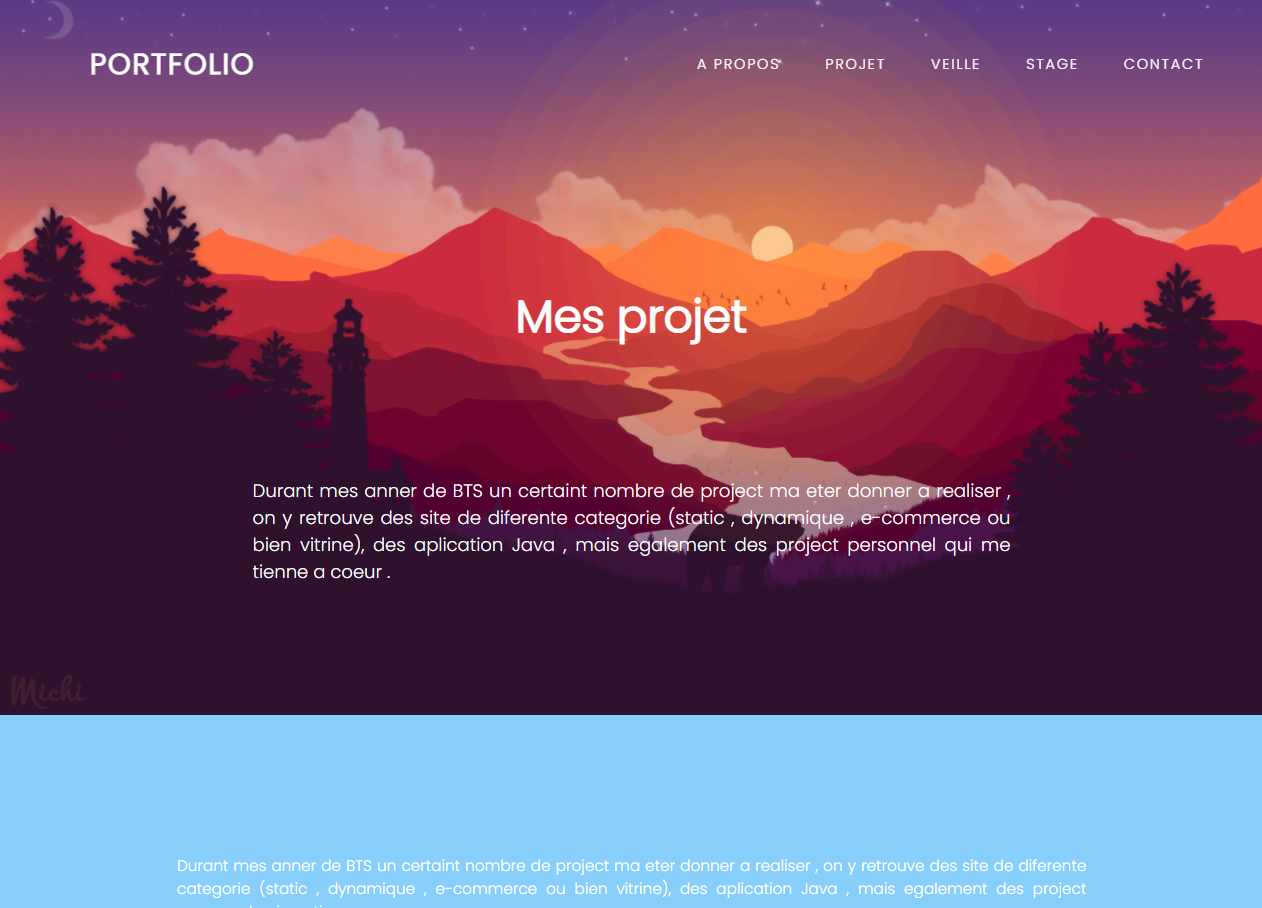 PORTFOLIO
A PROPOS PROJET VEILLE STAGE CONTACT
Mes projet
Durant mes anner de BTS un certaint nombre de project ma eter donner a realiser ,
on y retrouve des site de diferente categorie (static , dynamique , e-commerce ou
bien vitrine), des aplication Java , mais egalement des project personnel qui me
tienne a coeur .
Michi
Durant mes anner de BTS un certaint nombre de project ma eter donner a realiser , on y retrouve des site de diferente
categorie (static , dynamique , e-commerce ou bien vitrine), des aplication Java , mais egalement des project